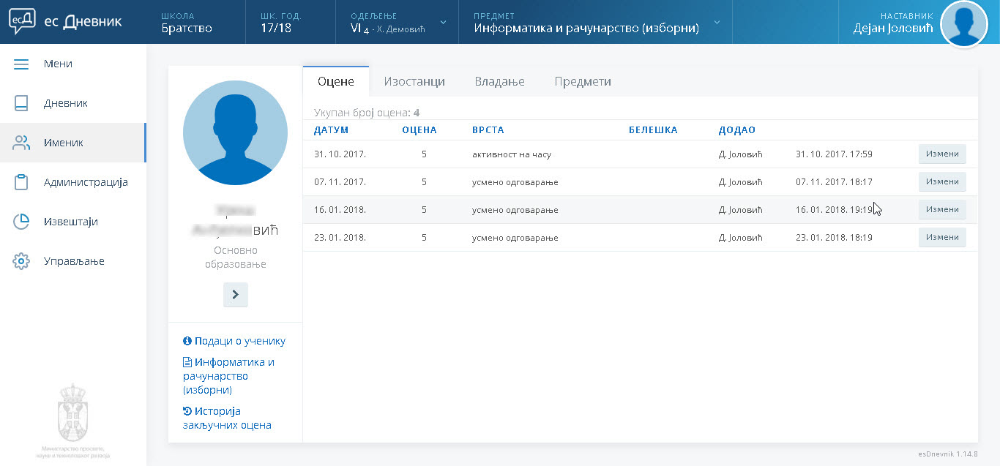 есД ес Дневник
ШКОЛА
Братство
ШК. ГОД.
17/18
ОДЕЉЕЊЕ
VI 4 - Х. Демовић
ПРЕДМЕТ
Информатика и рачунарство (изборни)
НАСТАВНИК
Дејан Јоловић
Мени
Дневник
Именик
Администрација
Извештаји
Управљање
Министарство просвете,
науке и технолошког развоја
вић
Основно
образовање
Подаци о ученику
Информатика и
рачунарство
(изборни)
Историја
закључних оцена
Оцене Изостанци Владање Предмети
Укупан број оцена: 4
ДАТУМ ОЦЕНА ВРСТА БЕЛЕШКА ДОДАО
31. 10. 2017. 5 активност на часу Д. Јоловић 31. 10. 2017. 17:59 Измени
07. 11. 2017. 5 усмено одговарање Д. Јоловић 07. 11. 2017. 18:17 Измени
16. 01. 2018. 5 усмено одговарање Д. Јоловић 16. 01. 2018. 19:19 Измени
23. 01. 2018. 5 усмено одговарање Д. Јоловић 23. 01. 2018. 18:19 Измени
esDnevnik 1.14.8